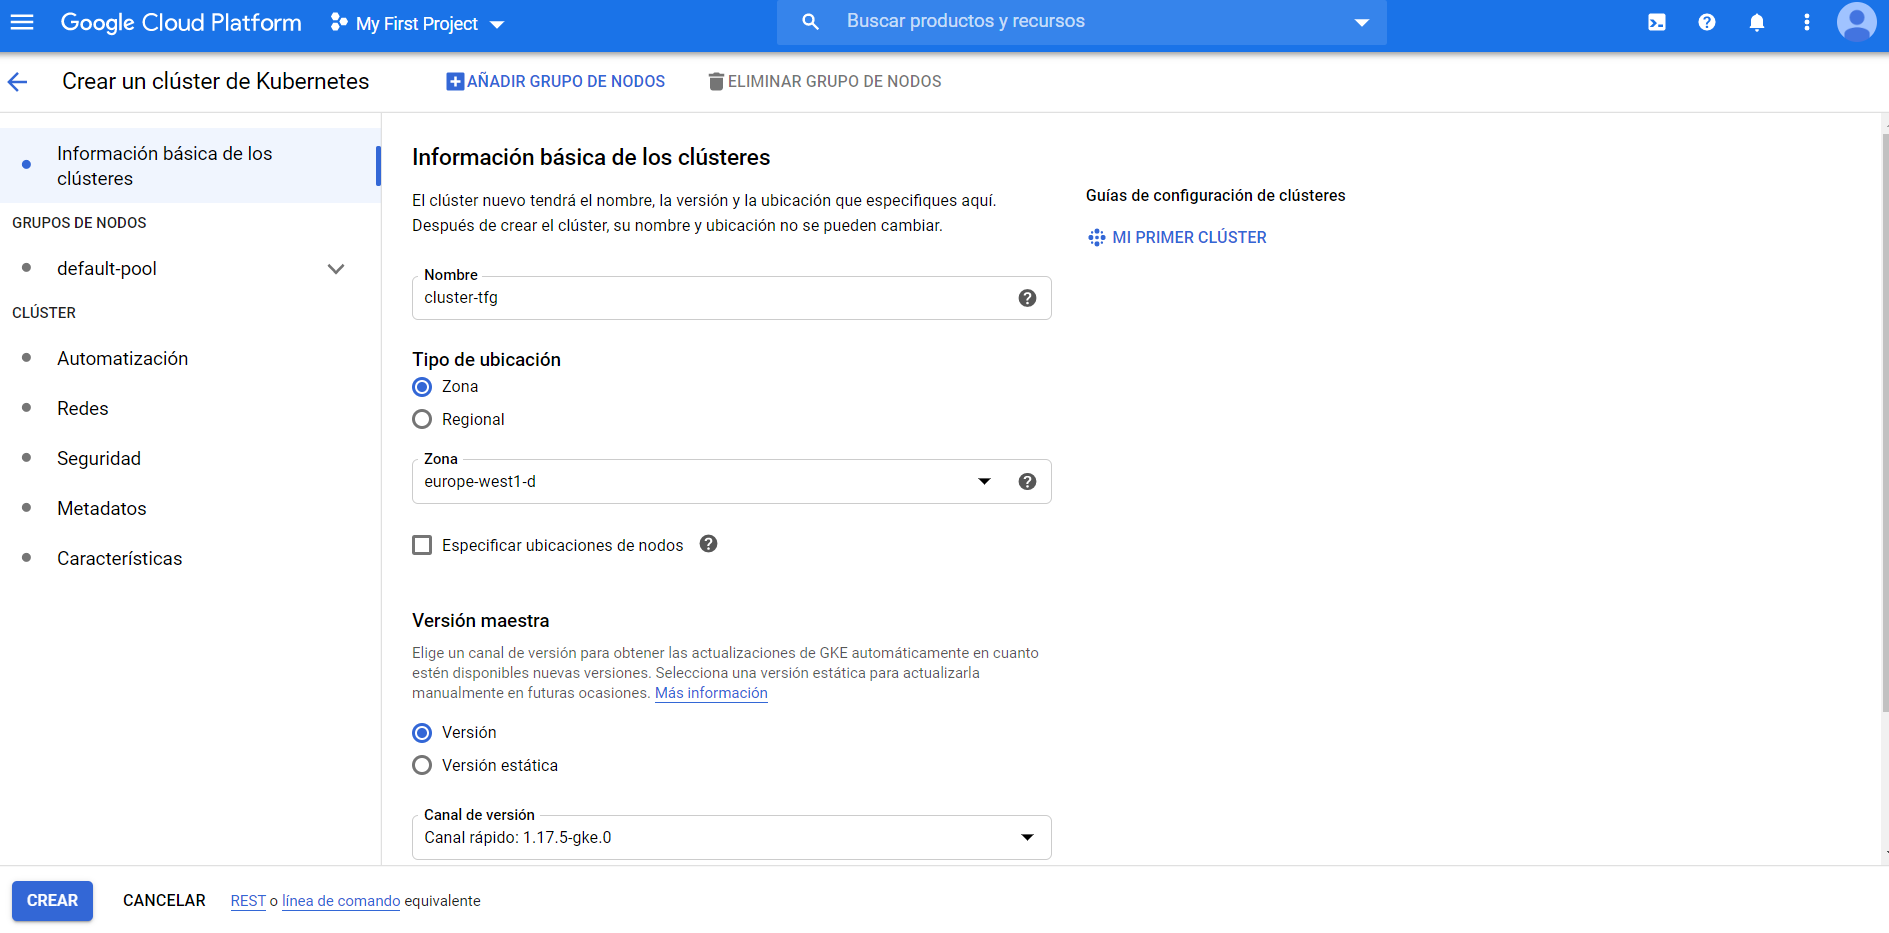 Google Cloud Platform
My First Project
Buscar productos y recursos
Crear un clúster de Kubernetes
AÑADIR GRUPO DE NODOS
ELIMINAR GRUPO DE NODOS
Información básica de los
clústeres
GRUPOS DE NODOS
default-pool
CLÚSTER
Automatización
Redes
Seguridad
Metadatos
Características
Información básica de los clústeres
El clúster nuevo tendrá el nombre, la versión y la ubicación que especifiques aquí.
Después de crear el clúster, su nombre y ubicación no se pueden cambiar.
Nombre
cluster-tfg
Tipo de ubicación
Zona
Regional
Zona
europe-west1-d
Especificar ubicaciones de nodos
Versión maestra
Elige un canal de versión para obtener las actualizaciones de GKE automáticamente en cuanto
estén disponibles nuevas versiones. Selecciona una versión estática para actualizarla
manualmente en futuras ocasiones. Más información
Versión
Versión estática
Canal de versión
Canal rápido: 1.17.5-gke.0
Guías de configuración de clústeres
MI PRIMER CLÚSTER
CREAR
CANCELAR
REST o línea de comando equivalente